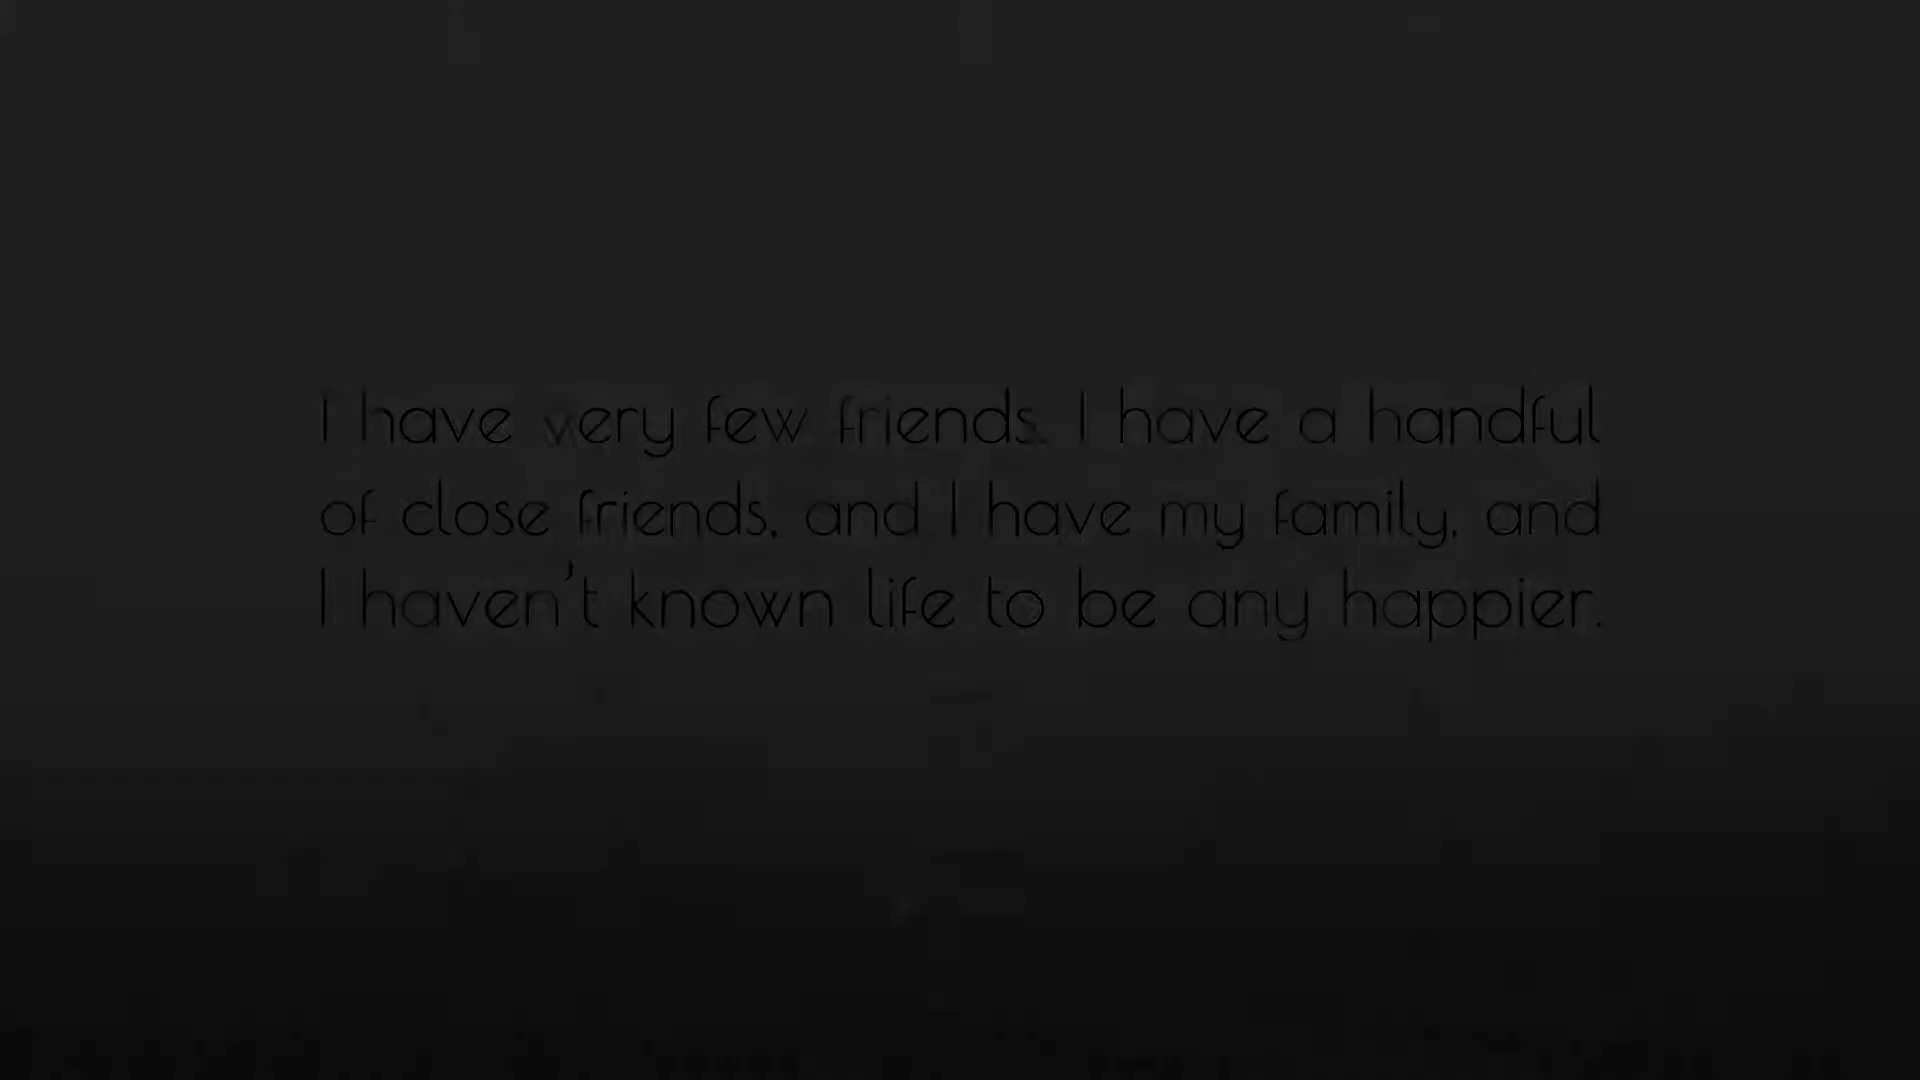 I have very few friends. I have a handful
of close friends, and I have my family, and
I haven't known life to be any happier.